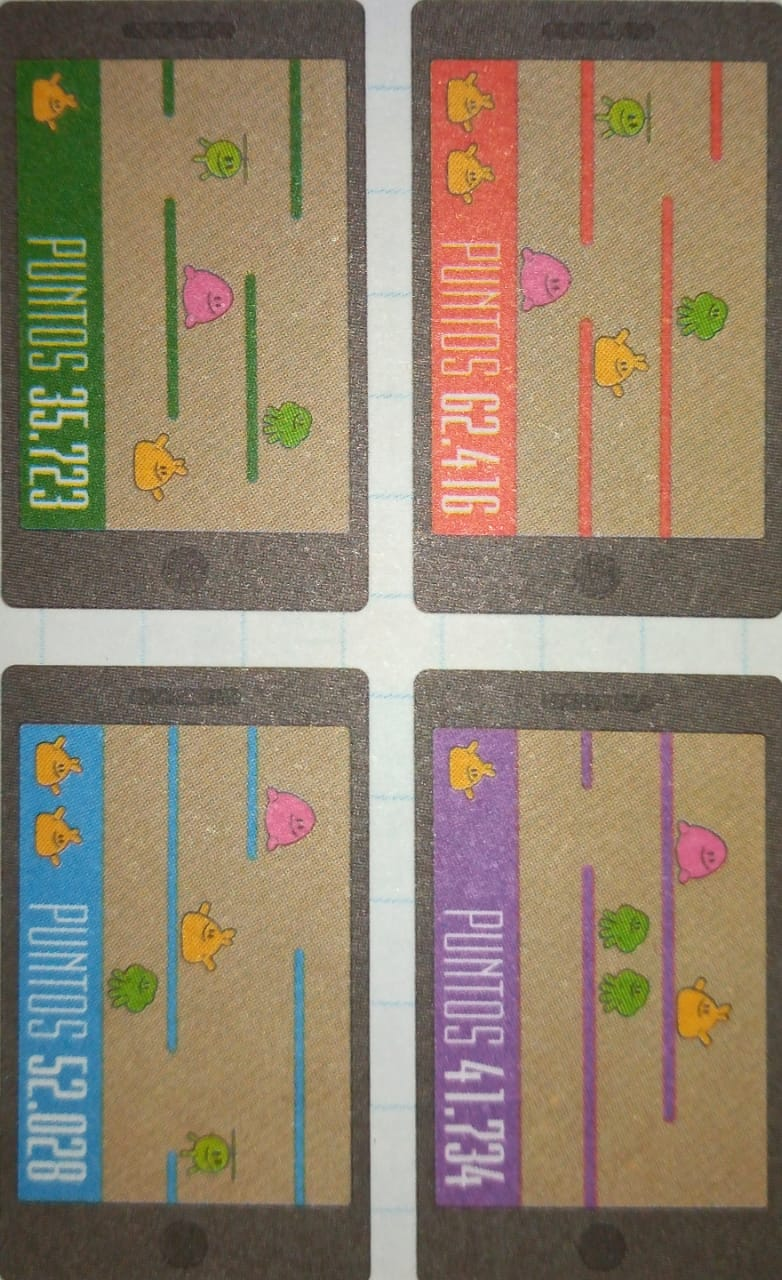 PUNTOS 62.416
PUNTOS 41.734
PUNTOS 35.723
PUNTOS 52.028